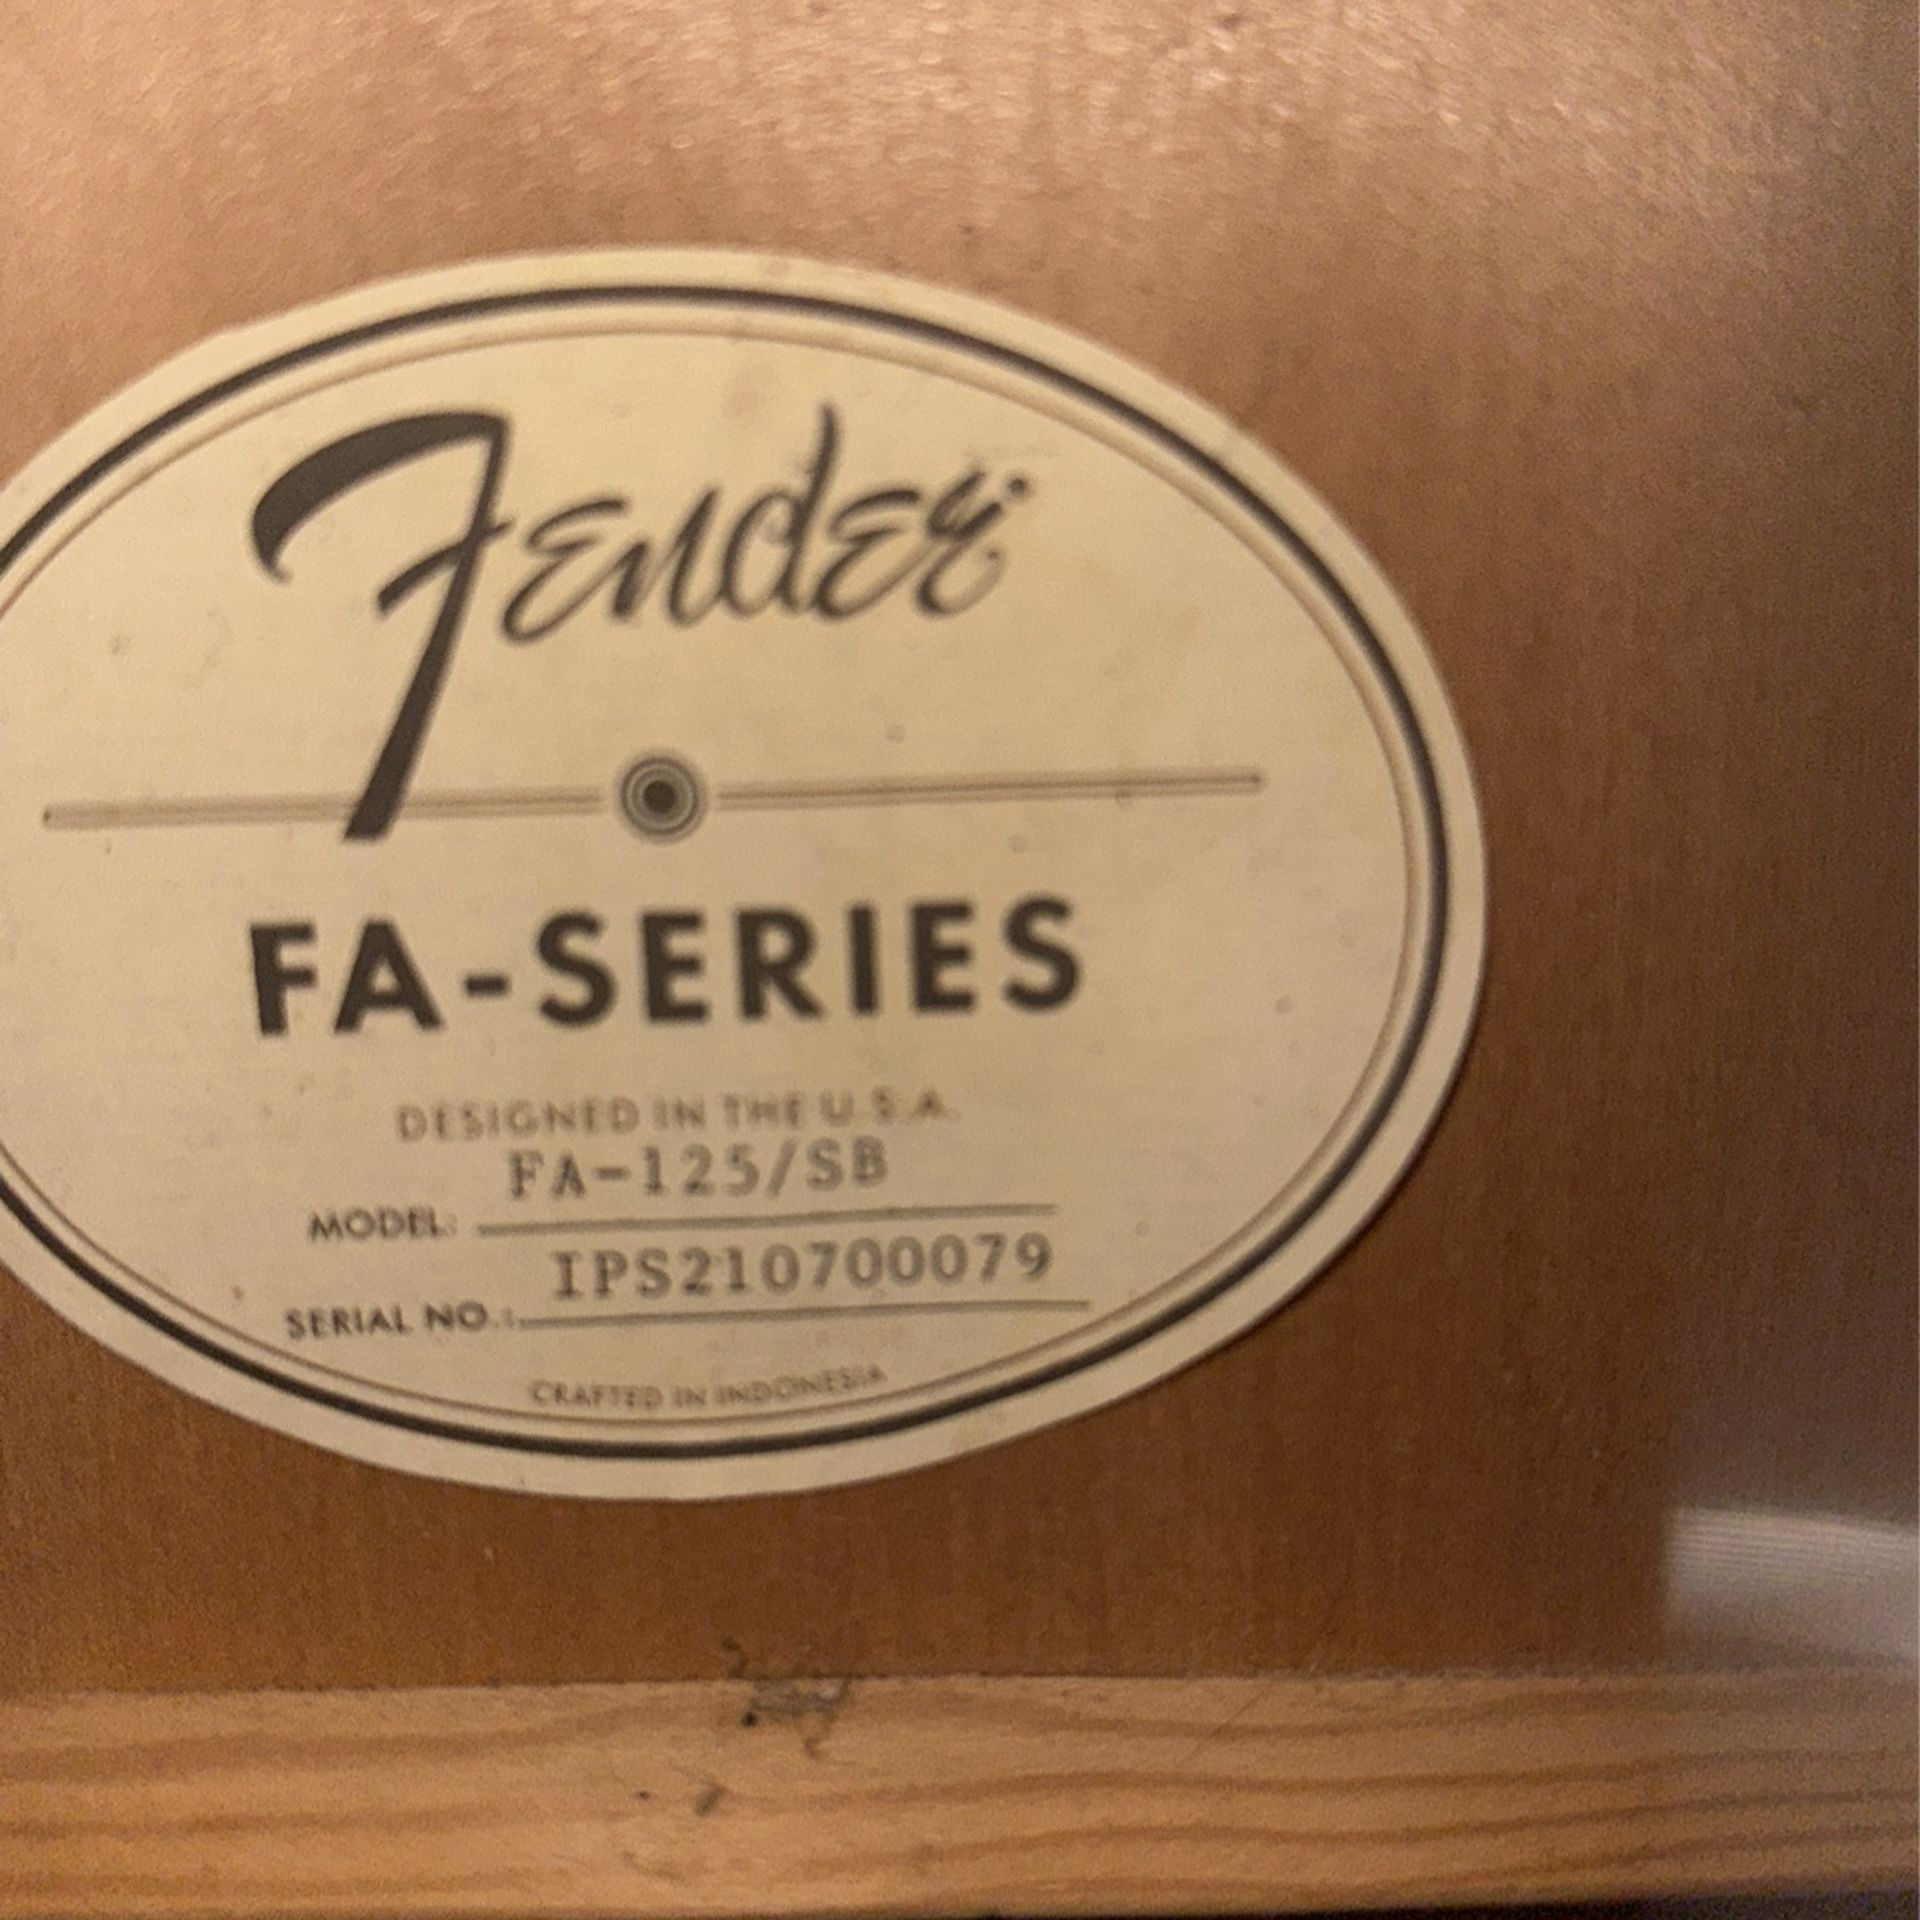 Fender
FA-SERIES
DESIGNED IN THE U.S.A.
FA-125/SB
MODEL:
IPS210700079
SERIAL NO.:
CRAFTED IN INDONESIA